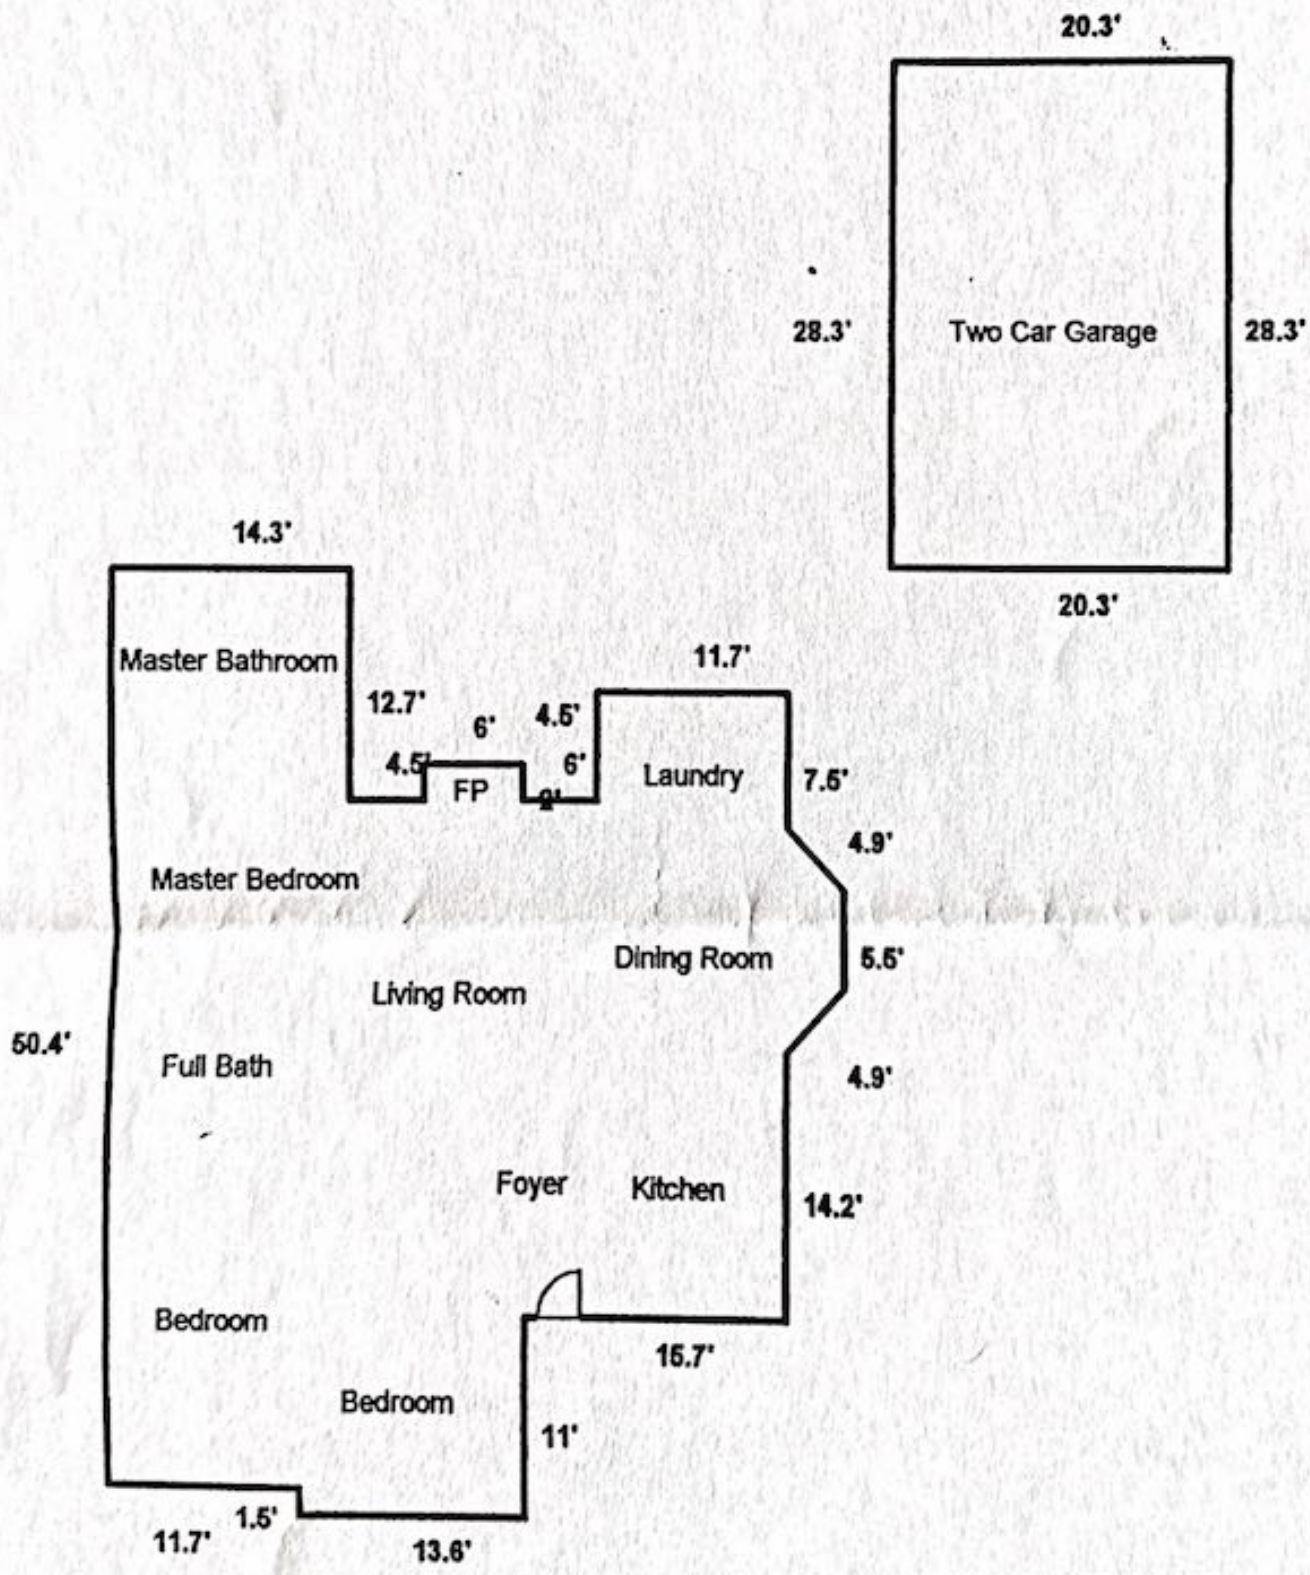 20.3'
28.3'
Two Car Garage
28.3'
20.3'
14.3'
Master Bathroom
12.7'
11.7'
4.5'
6'
4.5'
6'
FP
2'
Laundry
7.5'
4.9'
Master Bedroom
Dining Room
5.5'
Living Room
50.4'
Full Bath
4.9'
Foyer
Kitchen
14.2'
Bedroom
15.7'
Bedroom
11'
1.5'
11.7'
13.6'